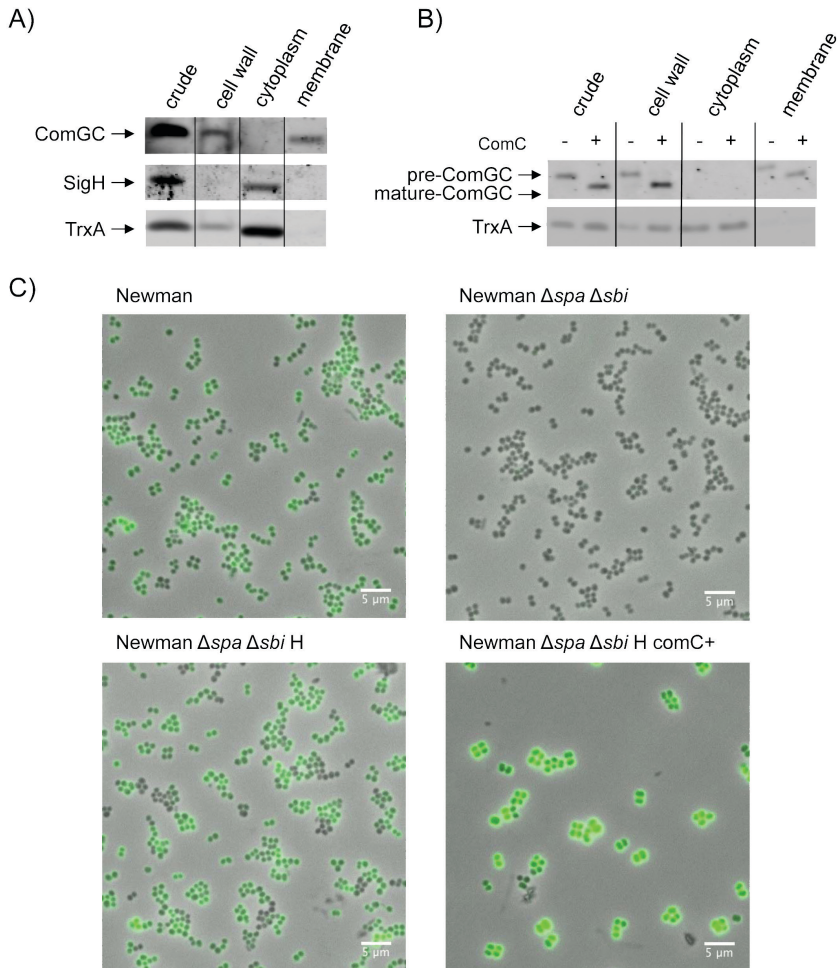 A)
crude
cell wall
cytoplasm
membrane
ComGC
SigH
TrxA
B)
crude
cell wall
cytoplasm
membrane
ComC - + - + - + - +
pre-ComGC
mature-ComGC
TrxA
C)
Newman
Newman Δspa Δsbi
5 µm
5 µm
Newman Δspa Δsbi H
Newman Δspa Δsbi H comC+
5 µm
5 µm